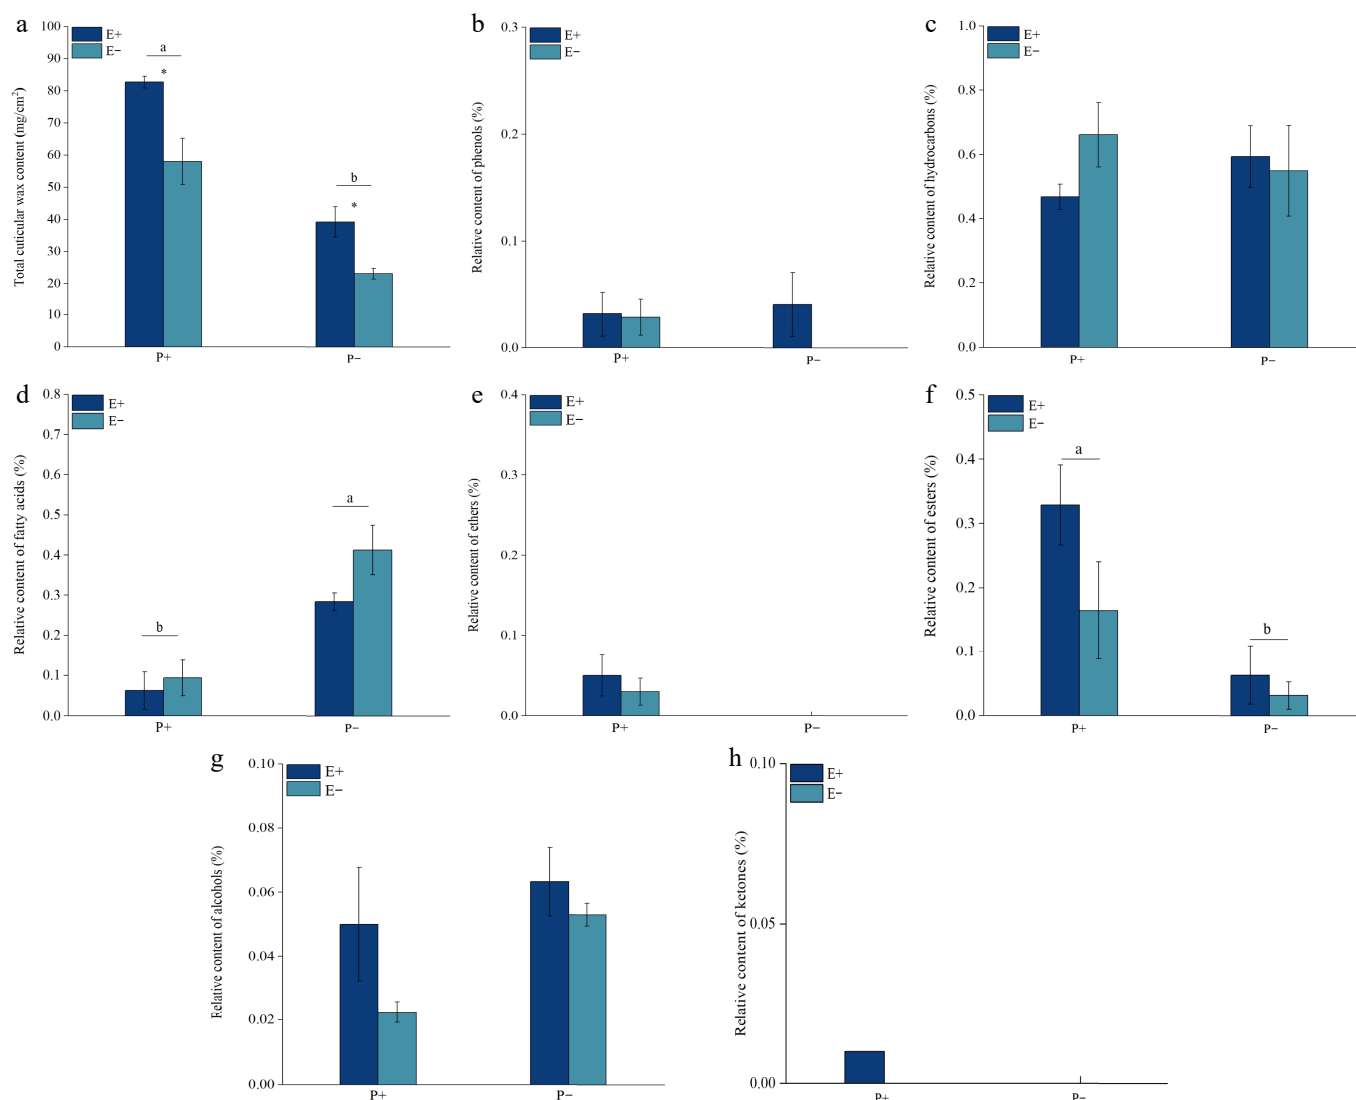 a
E+
E−
Total cuticular wax content (mg/cm²)
100
90
80
70
60
50
40
30
20
10
0
a
*
b
*
P+
P−
b
E+
E−
Relative content of phenols (%)
0.3
0.2
0.1
0.0
P+
P−
c
E+
E−
Relative content of hydrocarbons (%)
1.0
0.8
0.6
0.4
0.2
0.0
P+
P−
d
E+
E−
Relative content of fatty acids (%)
0.8
0.7
0.6
0.5
0.4
0.3
0.2
0.1
0.0
b
a
P+
P−
e
E+
E−
Relative content of ethers (%)
0.4
0.3
0.2
0.1
0.0
P+
P−
f
E+
E−
Relative content of esters (%)
0.5
0.4
0.3
0.2
0.1
0.0
a
b
P+
P−
g
E+
E−
Eelative content of alcohols (%)
0.10
0.08
0.06
0.04
0.02
0.00
P+
P−
h
E+
E−
Relative content of ketones (%)
0.10
0.05
0.00
P+
P−